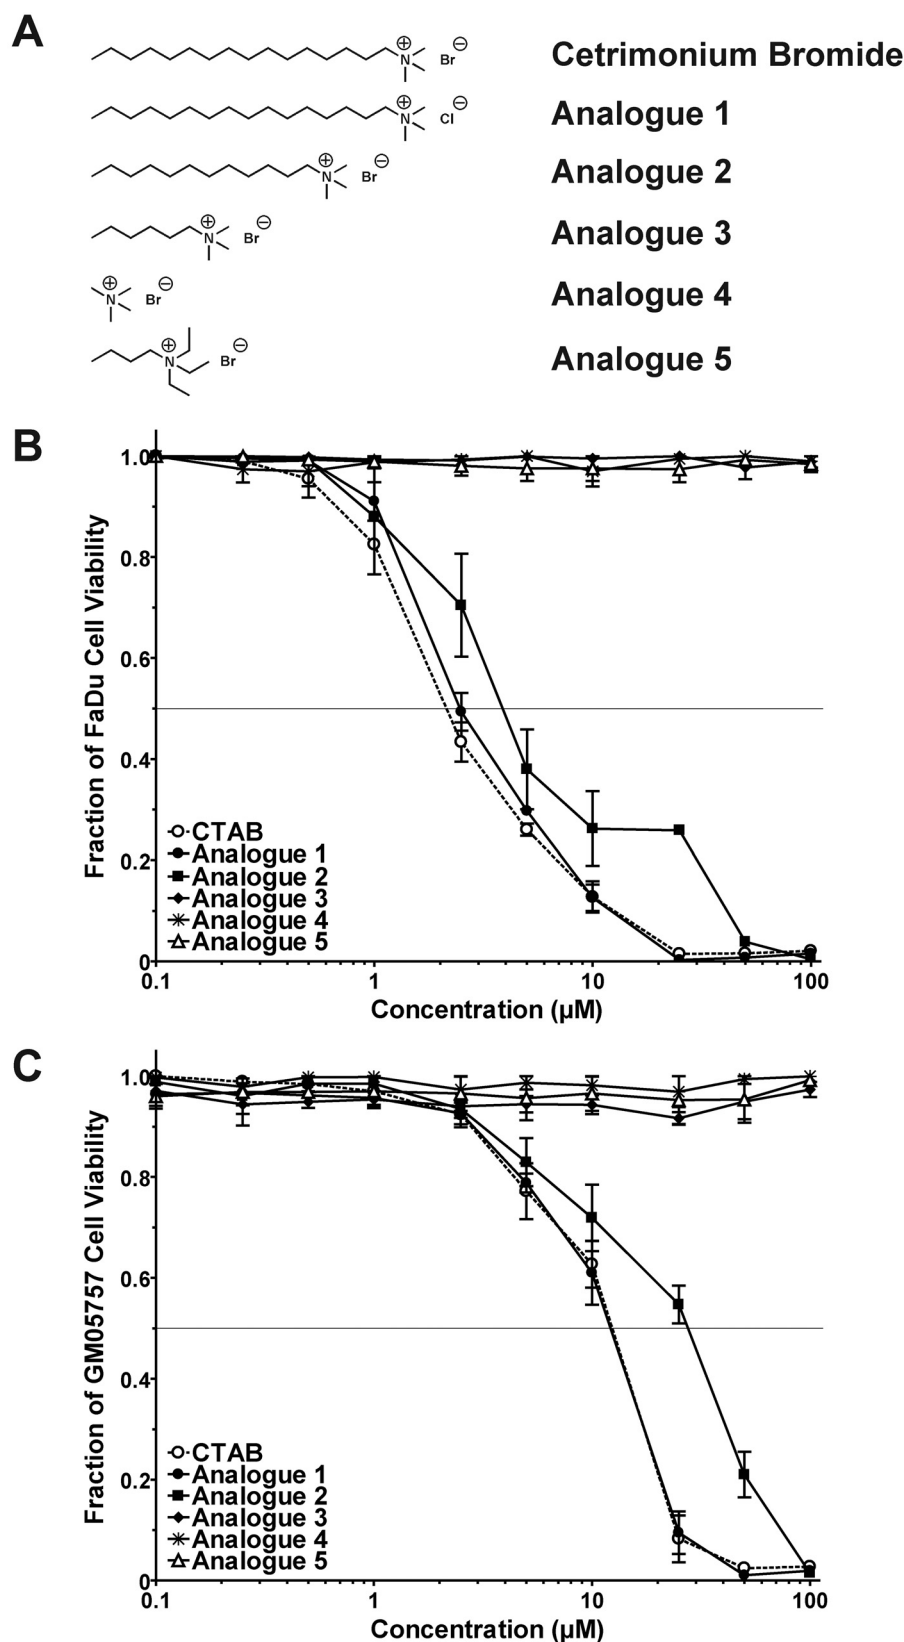 A
N ⊕ Br ⊖ Cetrimonium Bromide
N ⊕ Cl ⊖ Analogue 1
N ⊕ Br ⊖ Analogue 2
N ⊕ Br ⊖ Analogue 3
N ⊕ Br ⊖ Analogue 4
N ⊕ Br ⊖ Analogue 5
B
Fraction of FaDu Cell Viability
1.0
0.8
0.6
0.4
0.2
0
CTAB
Analogue 1
Analogue 2
Analogue 3
Analogue 4
Analogue 5
0.1 1 10 100
Concentration (µM)
C
Fraction of GM05757 Cell Viability
1.0
0.8
0.6
0.4
0.2
0
CTAB
Analogue 1
Analogue 2
Analogue 3
Analogue 4
Analogue 5
0.1 1 10 100
Concentration (µM)